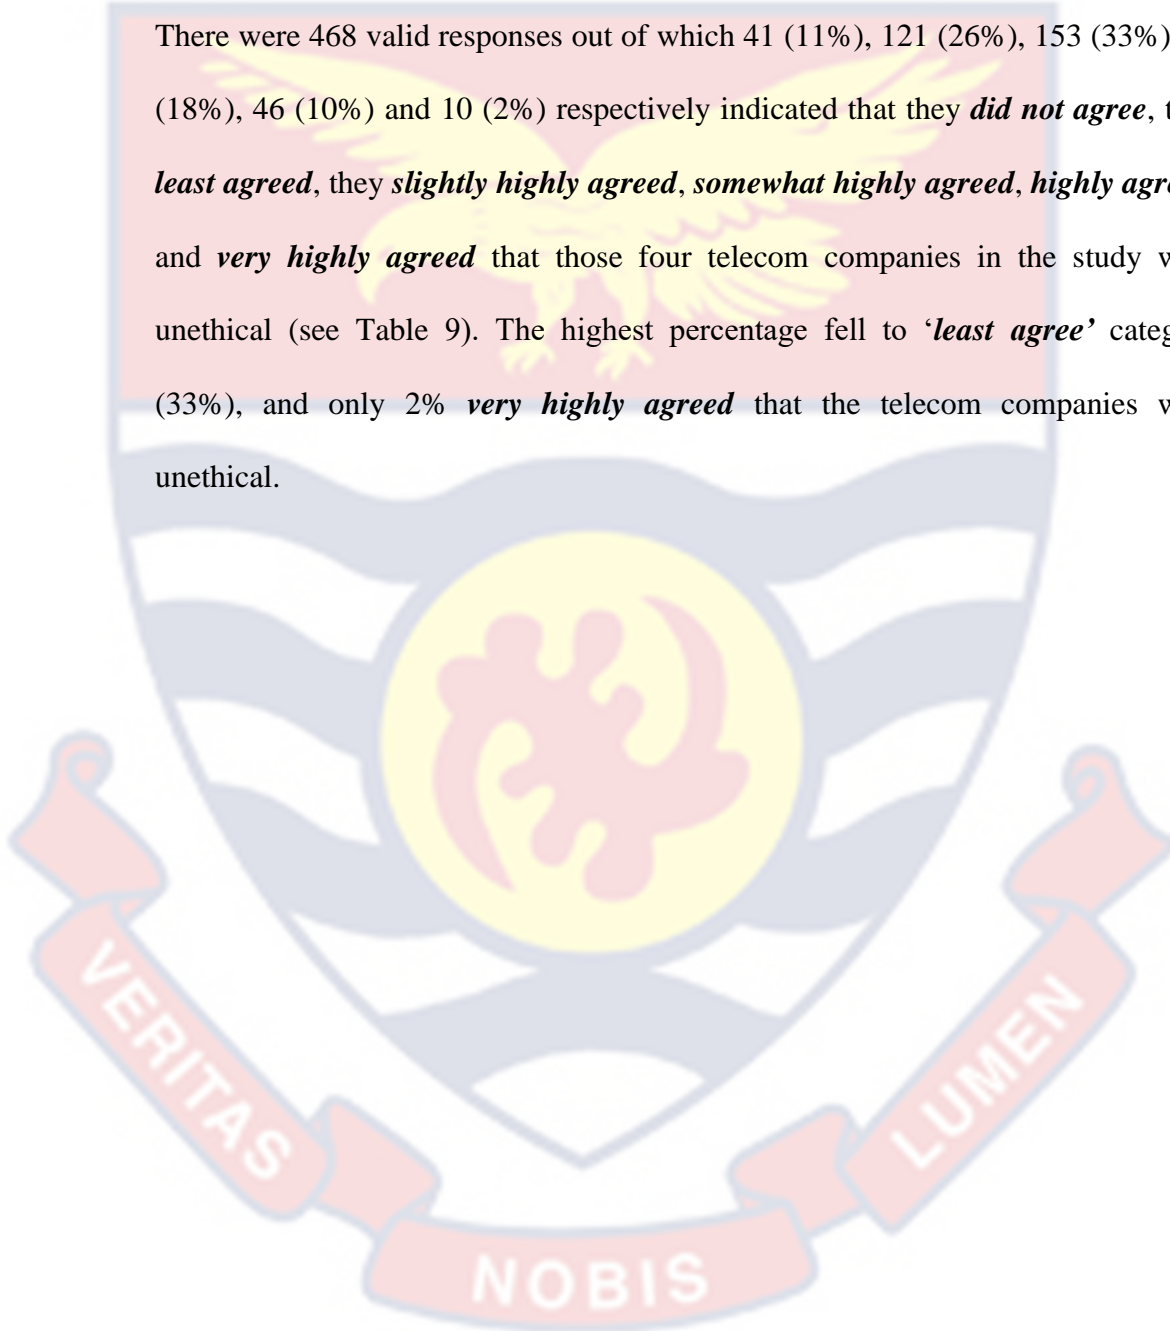 There were 468 valid responses out of which 41 (11%), 121 (26%), 153 (33%)
(18%), 46 (10%) and 10 (2%) respectively indicated that they did not agree,
least agreed, they slightly highly agreed, somewhat highly agreed, highly
and very highly agreed that those four telecom companies in the study
unethical (see Table 9). The highest percentage fell to ‘least agree’
(33%), and only 2% very highly agreed that the telecom companies
unethical.
VERITAS
NOBIS
LUMEN